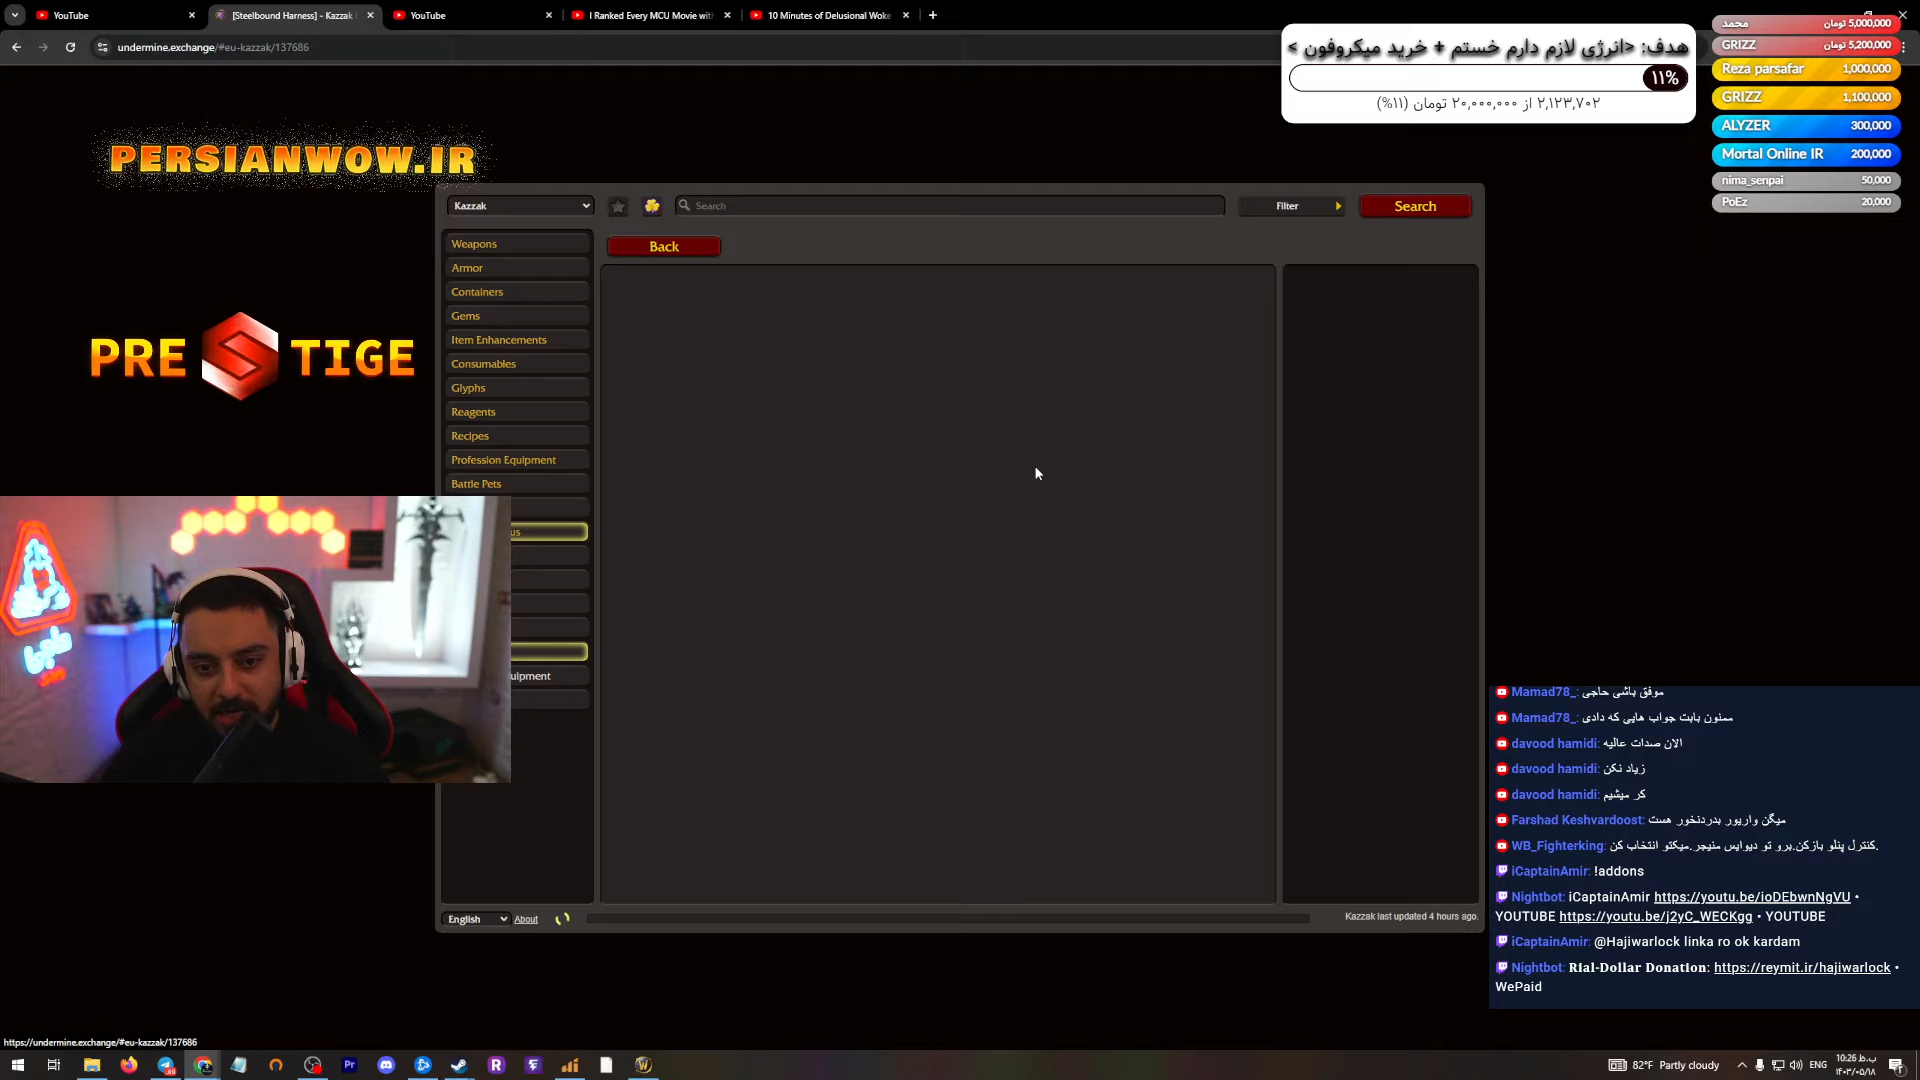 YouTube
[Steelbound Harness] - Kazzak
YouTube
I Ranked Every MCU Movie with
10 Minutes of Delusional Woke
undermine.exchange/#eu-kazzak/137686
هدف: <انرژی لازم دارم خستم + خرید میکروفون >
۱۱%
۲,۱۲۳,۷۰۲ از ۲۰,۰۰۰,۰۰۰ تومان (۱۱%)
محمد 5,000,000 تومان
GRIZZ 5,200,000 تومان
Reza parsafar 1,000,000
GRIZZ 1,100,000
ALYZER 300,000
Mortal Online IR 200,000
nima_senpai 50,000
PoEz 20,000
PERSIANWOW.IR
PRE S TIGE
Kazzak
Search
Filter
Search
Back
Weapons
Armor
Containers
Gems
Item Enhancements
Consumables
Glyphs
Reagents
Recipes
Profession Equipment
Battle Pets
us
uipment
English
About
Kazzak last updated 4 hours ago.
Mamad78_: موفق باشی حاجی
Mamad78_: ممنون بابت جواب هایی که دادی
davood hamidi: الان صدات عالیه
davood hamidi: زیاد نکن
davood hamidi: کر میشیم
Farshad Keshvardoost: میگن واریور بدردنخور هست
WB_Fighterking: کنترل پنلو بازکن.برو تو دیوایس منیجر.میکتو انتخاب کن.
iCaptainAmir: !addons
Nightbot: iCaptainAmir https://youtu.be/ioDEbwnNgVU •
YOUTUBE https://youtu.be/j2yC_WECKgg • YOUTUBE
iCaptainAmir: @Hajiwarlock linka ro ok kardam
Nightbot: Rial-Dollar Donation: https://reymit.ir/hajiwarlock •
WePaid
https://undermine.exchange/#eu-kazzak/137686
82°F Partly cloudy
ENG
10:26 ب.ظ
۱۴۰۳/۰۵/۱۸